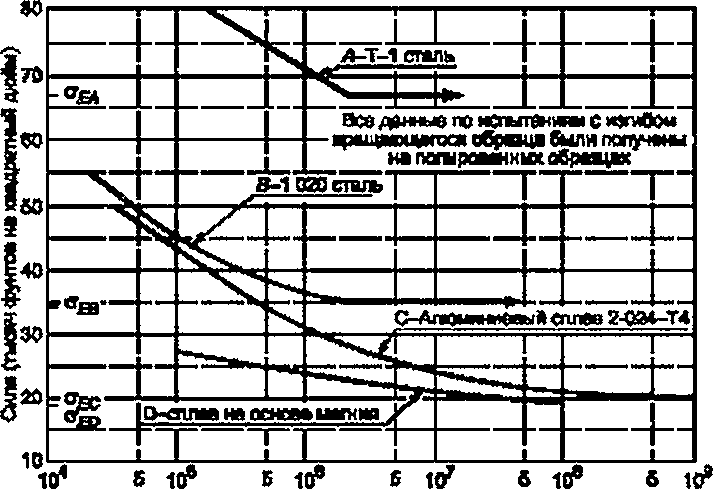 Сила (тысяч фунтов на квадратный дюйм)
80
70
60
50
40
30
20
10
σEA
σEB
σEC
σED
А–Т–1 сталь
Все данные по испытаниям с изгибом
вращающегося образца были получены
на полированных образцах
В–1 020 сталь
С–Алюминиевый сплав 2-024–Т4
D–сплав на основе магния
10⁴ 5 10⁵ 10⁶ 5 10⁷ 5 10⁸ 5 10⁹